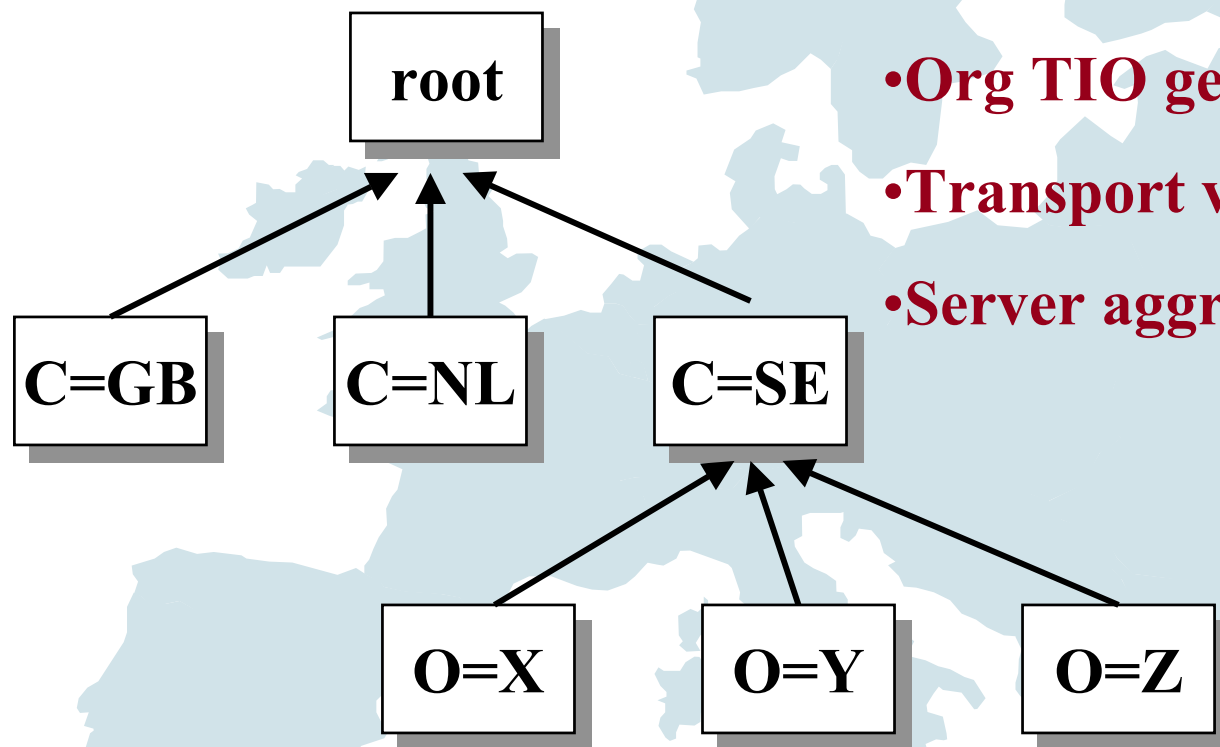 root
•Org TIO ge
•Transport v
•Server aggr
C=GB
C=NL
C=SE
O=X
O=Y
O=Z